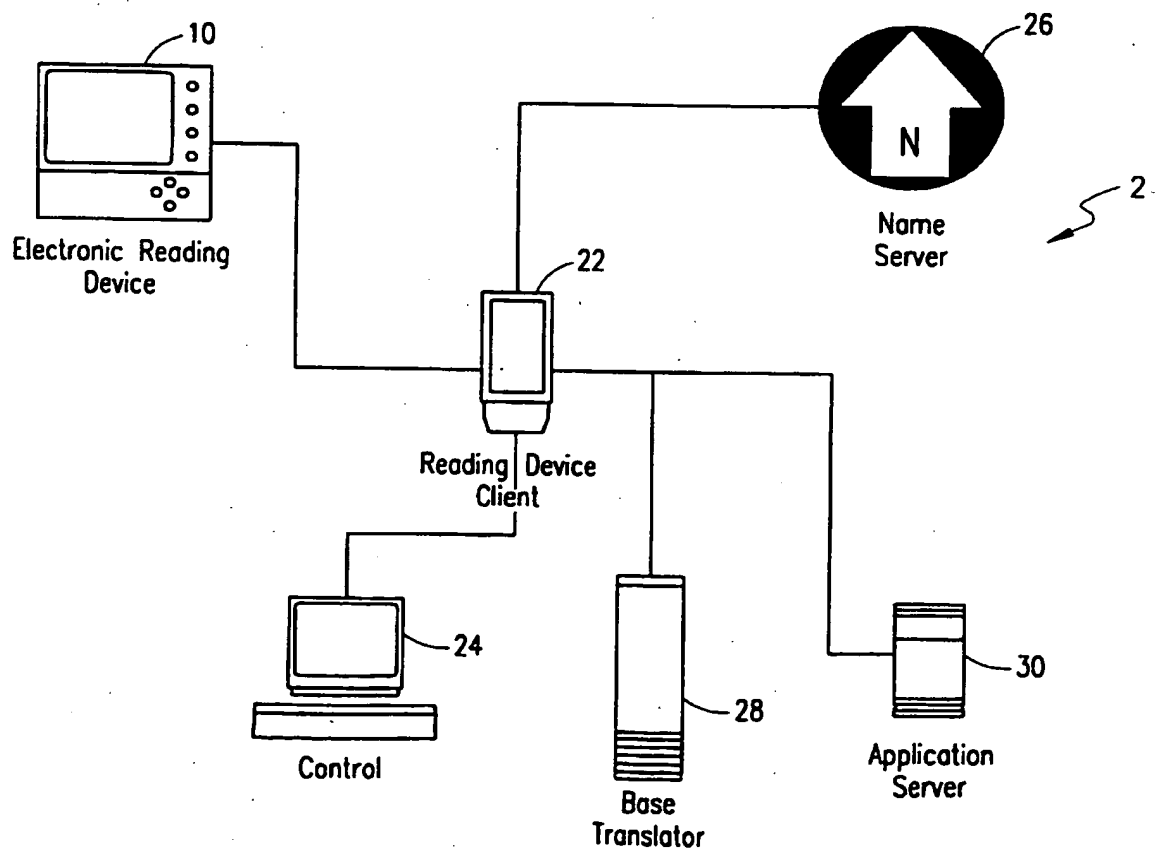 10
26
N
2
Name
Server
Electronic Reading
Device
22
Reading Device
Client
24
Control
28
Base
Translator
30
Application
Server